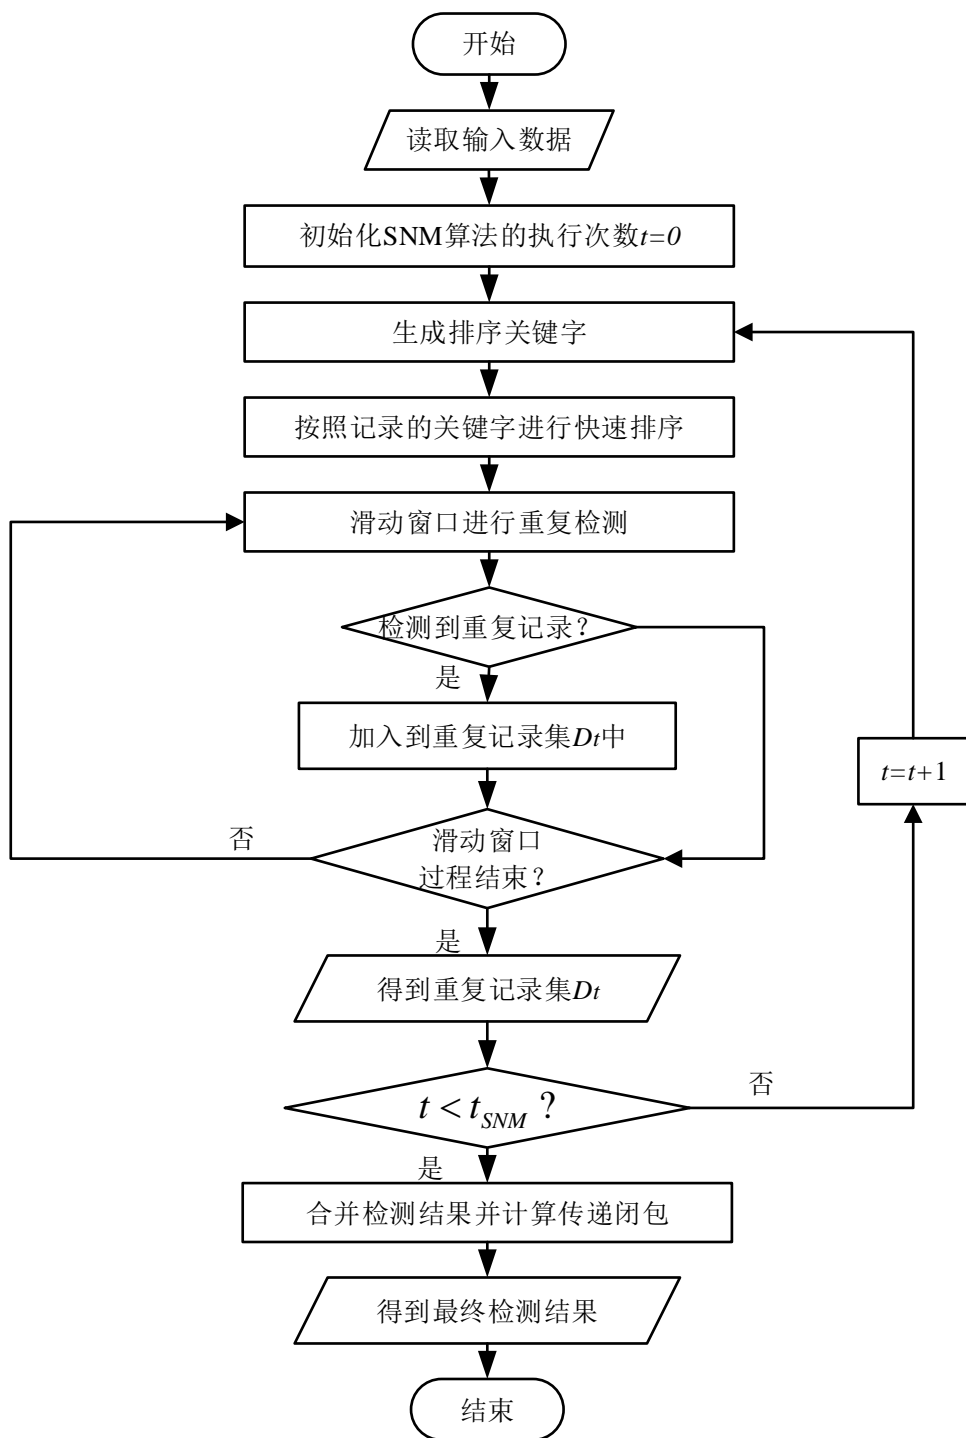 开始
读取输入数据
初始化SNM算法的执行次数t=0
生成排序关键字
按照记录的关键字进行快速排序
滑动窗口进行重复检测
检测到重复记录？
是
加入到重复记录集Dt中
t=t+1
否
滑动窗口
过程结束？
是
得到重复记录集Dt
否
t < t_SNM ?
是
合并检测结果并计算传递闭包
得到最终检测结果
结束